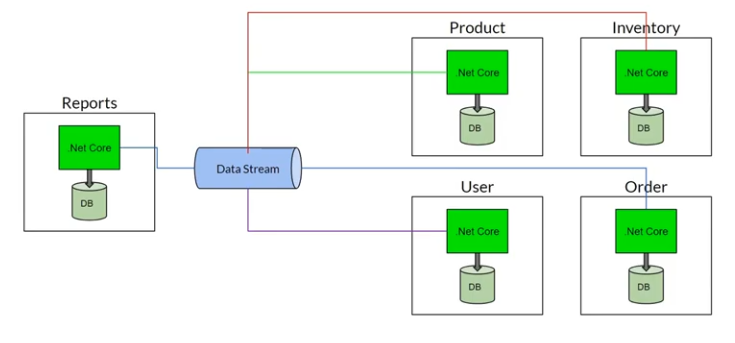 Product
Inventory
.Net Core
.Net Core
DB
DB
Reports
.Net Core
DB
Data Stream
User
Order
.Net Core
.Net Core
DB
DB